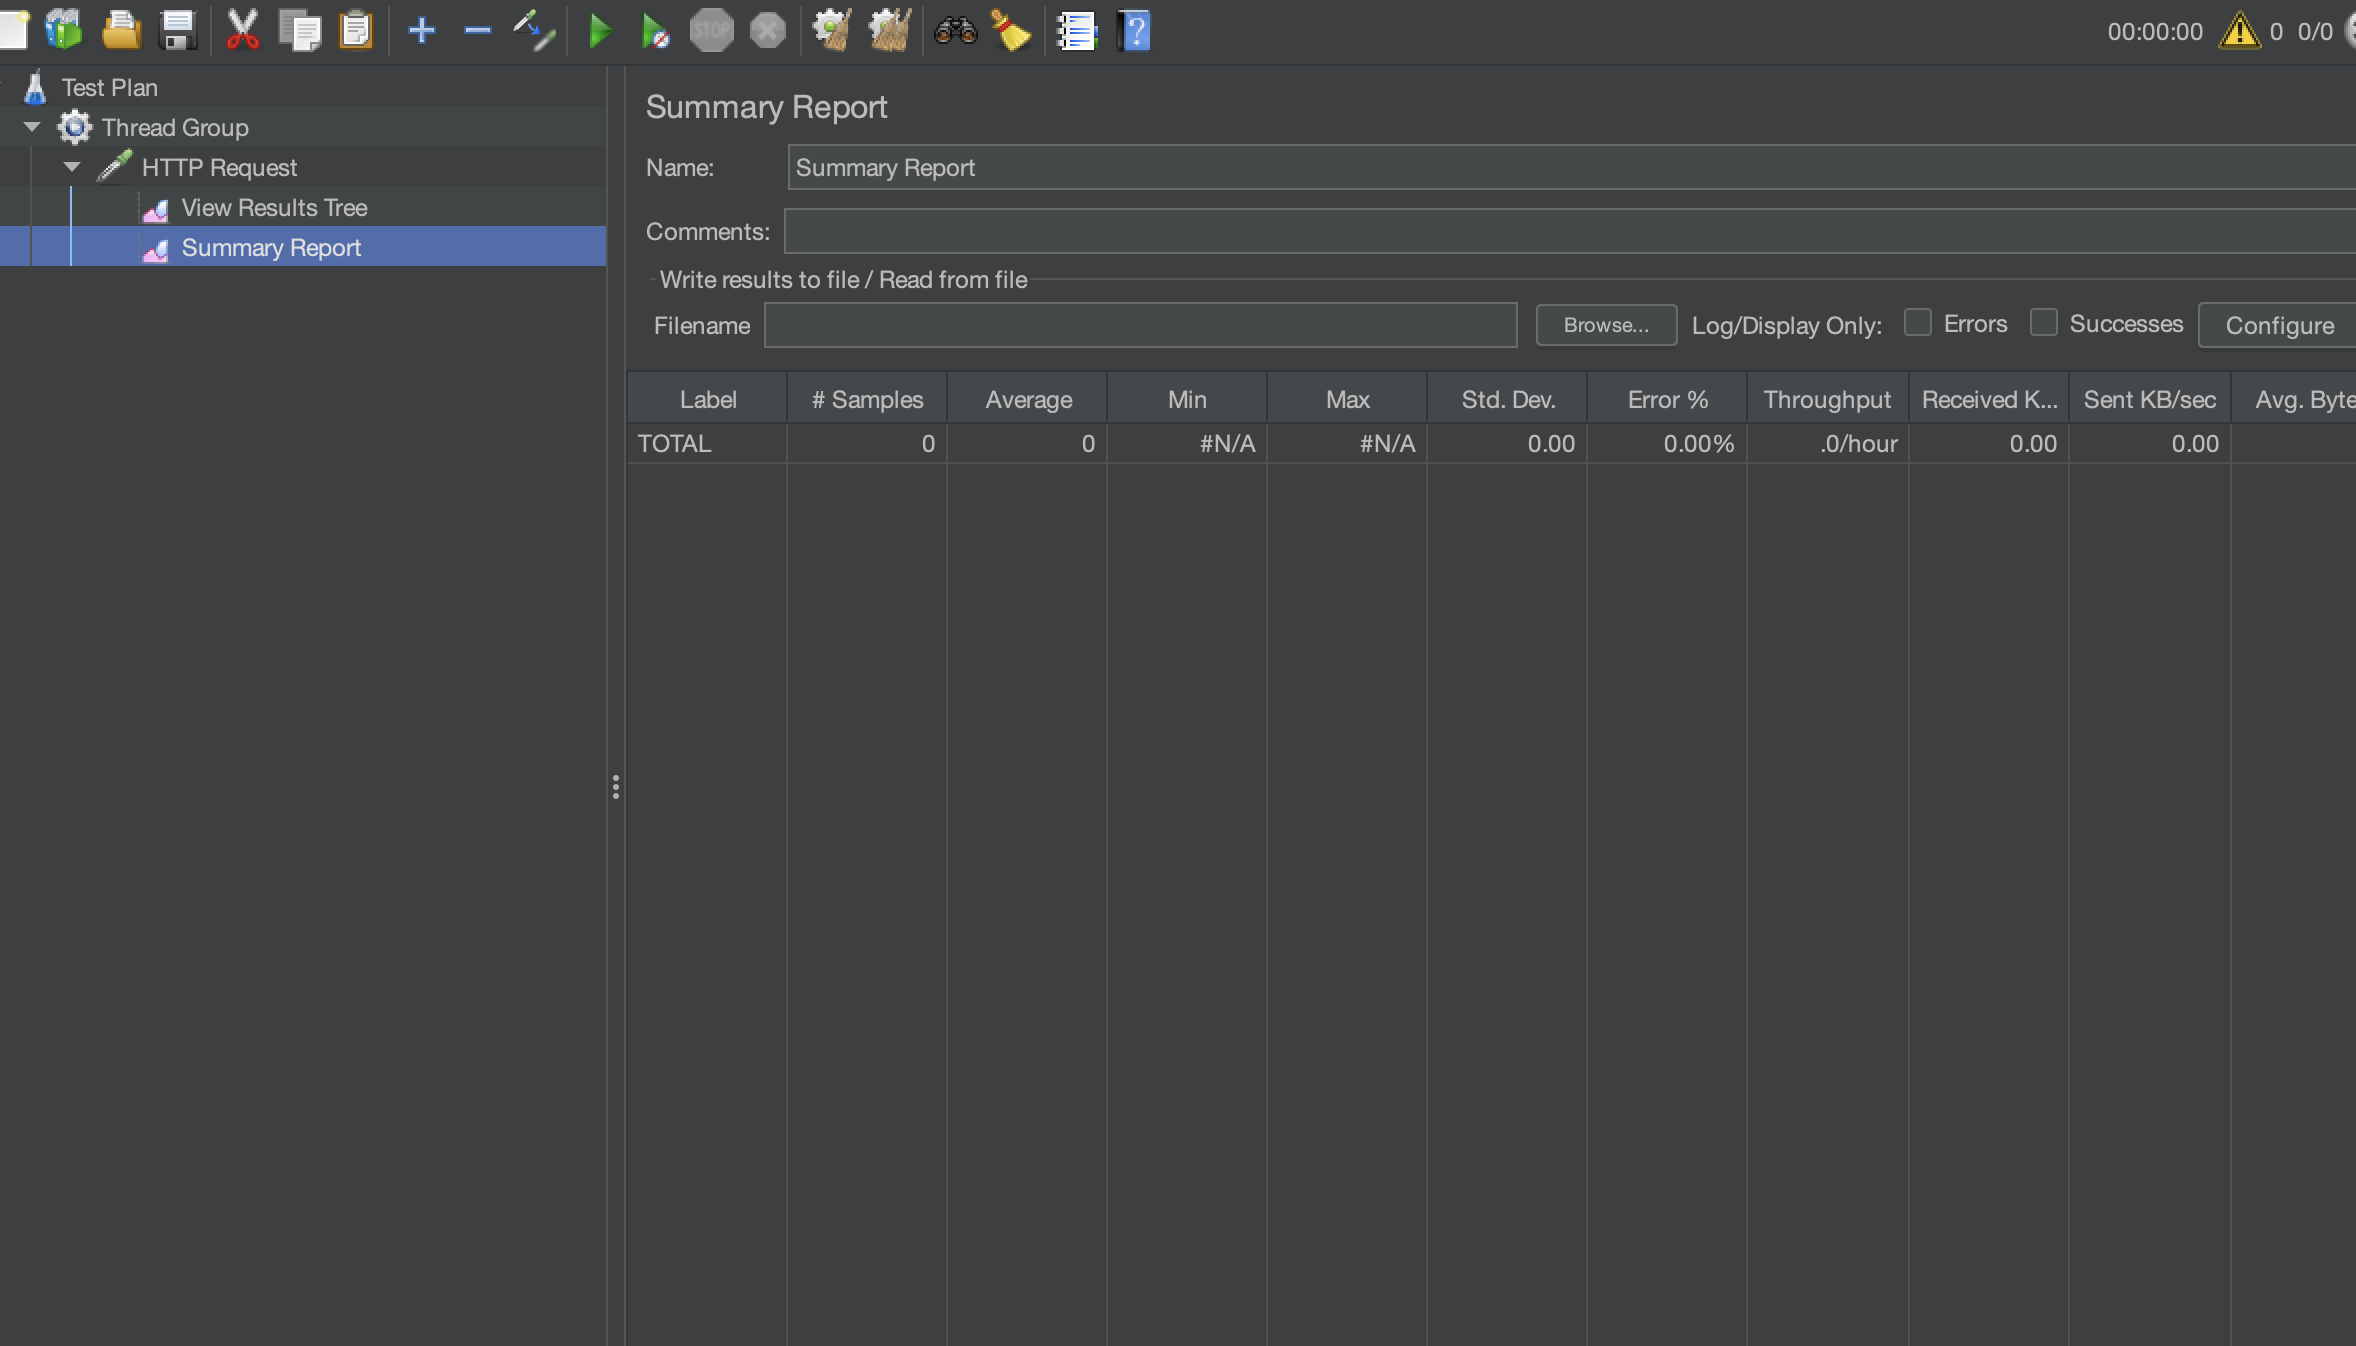 STOP
00:00:00 0 0/0
Test Plan
Thread Group
HTTP Request
View Results Tree
Summary Report
Summary Report
Name: Summary Report
Comments:
Write results to file / Read from file
Filename Browse... Log/Display Only: Errors Successes Configure
Label # Samples Average Min Max Std. Dev. Error % Throughput Received K... Sent KB/sec Avg. Byte
TOTAL 0 0 #N/A #N/A 0.00 0.00% .0/hour 0.00 0.00